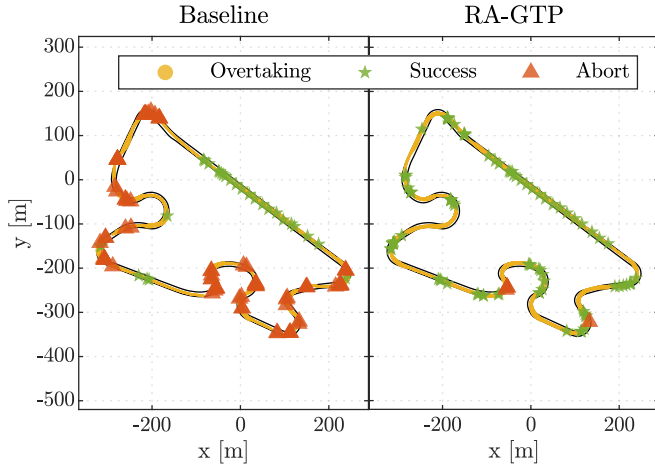 Baseline RA-GTP
Overtaking Success Abort
300
200
100
0
-100
-200
-300
-400
-500
y [m]
-200 0 200 -200 0 200
x [m] x [m]